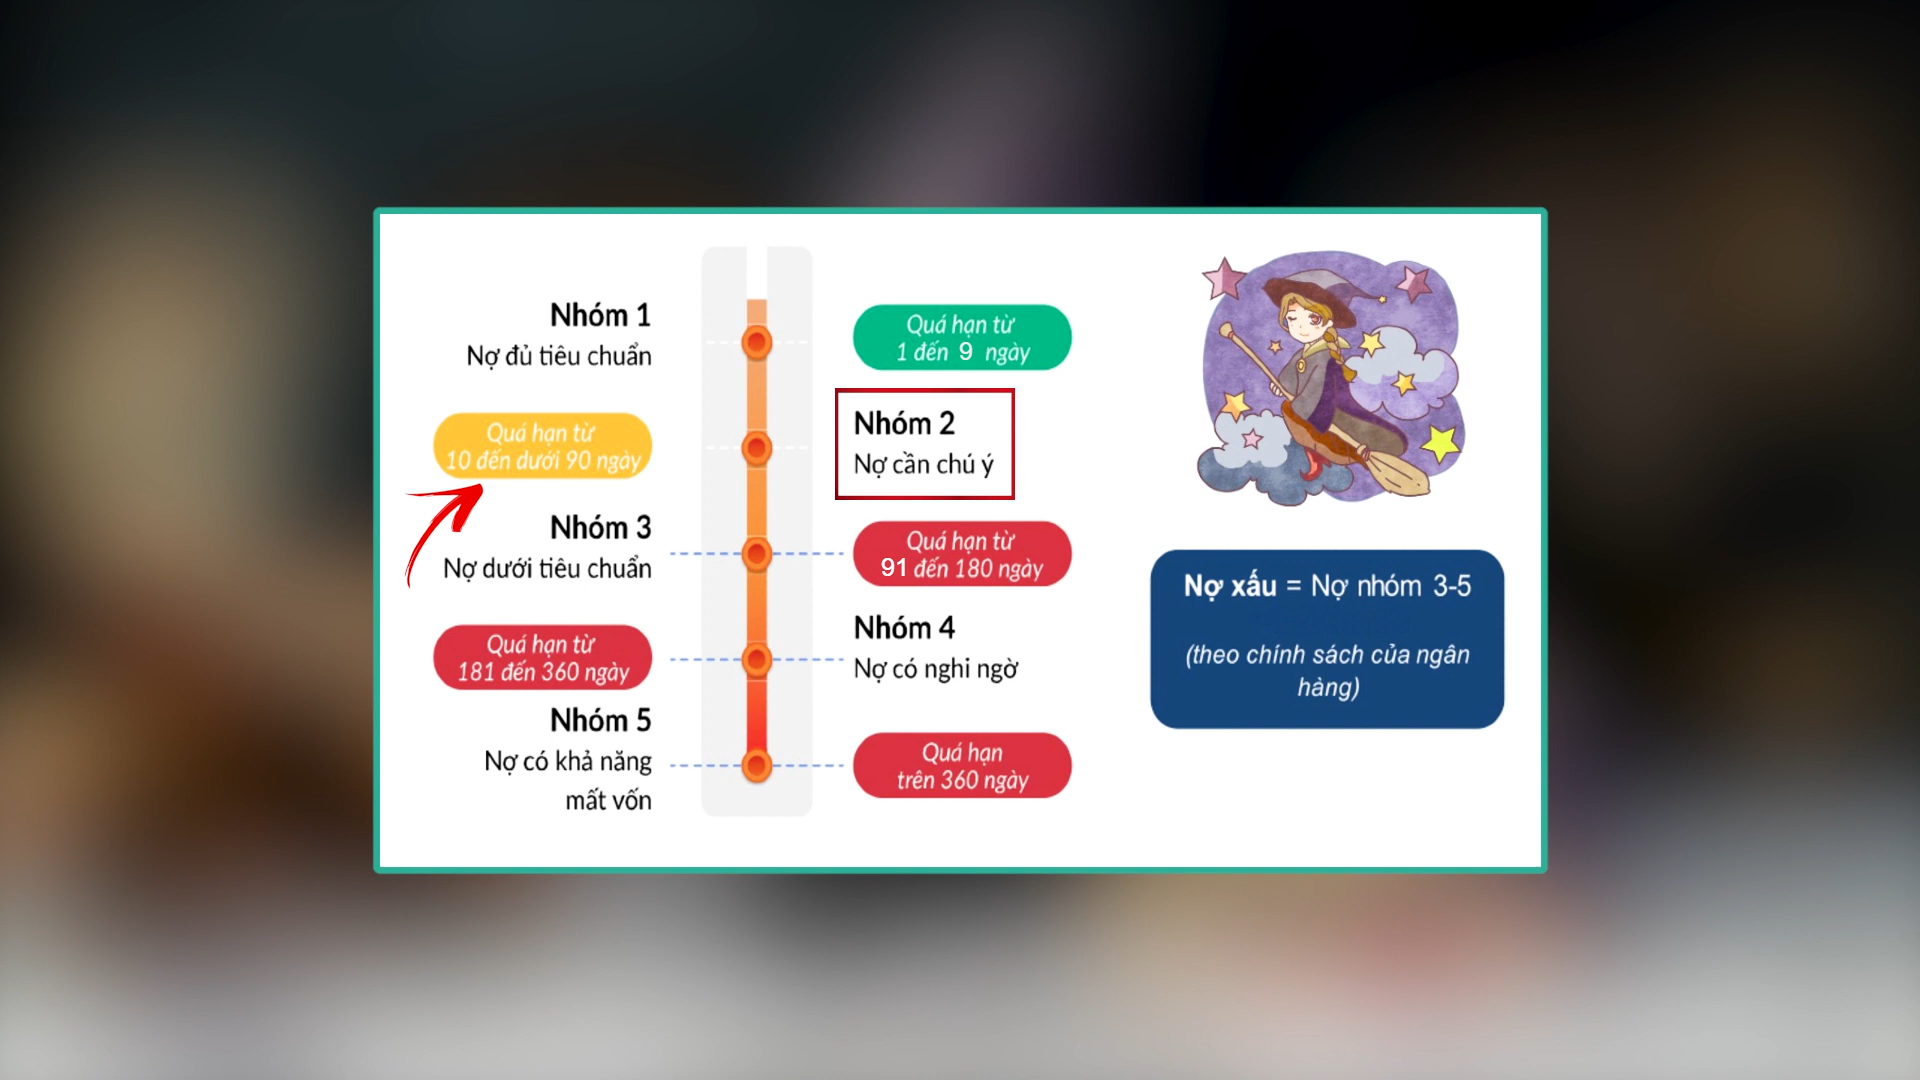 Nhóm 1
Nợ đủ tiêu chuẩn
Quá hạn từ
1 đến 9 ngày
Quá hạn từ
10 đến dưới 90 ngày
Nhóm 2
Nợ cần chú ý
Nhóm 3
Nợ dưới tiêu chuẩn
Quá hạn từ
91 đến 180 ngày
Quá hạn từ
181 đến 360 ngày
Nhóm 4
Nợ có nghi ngờ
Nhóm 5
Nợ có khả năng
mất vốn
Quá hạn
trên 360 ngày
Nợ xấu = Nợ nhóm 3-5
(theo chính sách của ngân
hàng)